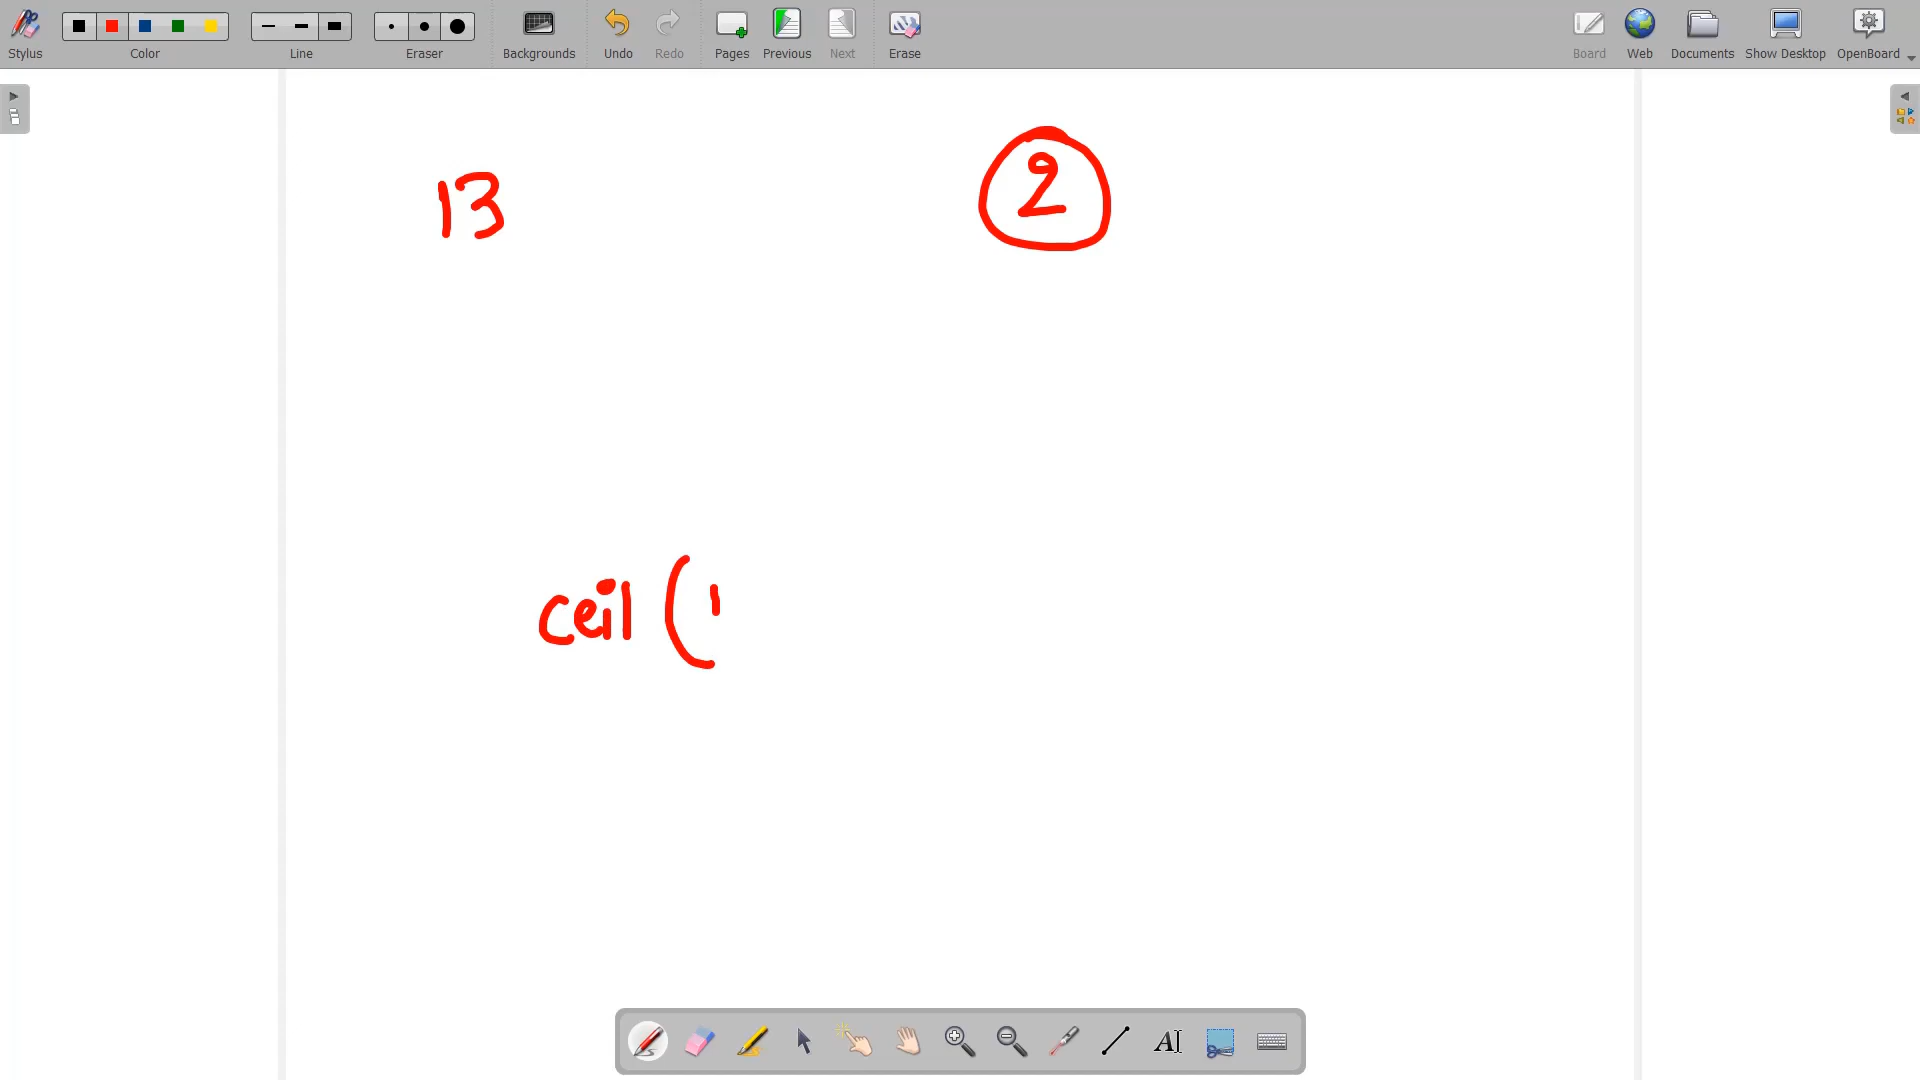 Stylus Color Line Eraser Backgrounds Undo Redo Pages Previous Next Erase Board Web Documents Show Desktop OpenBoard
13 2
ceil (1
A